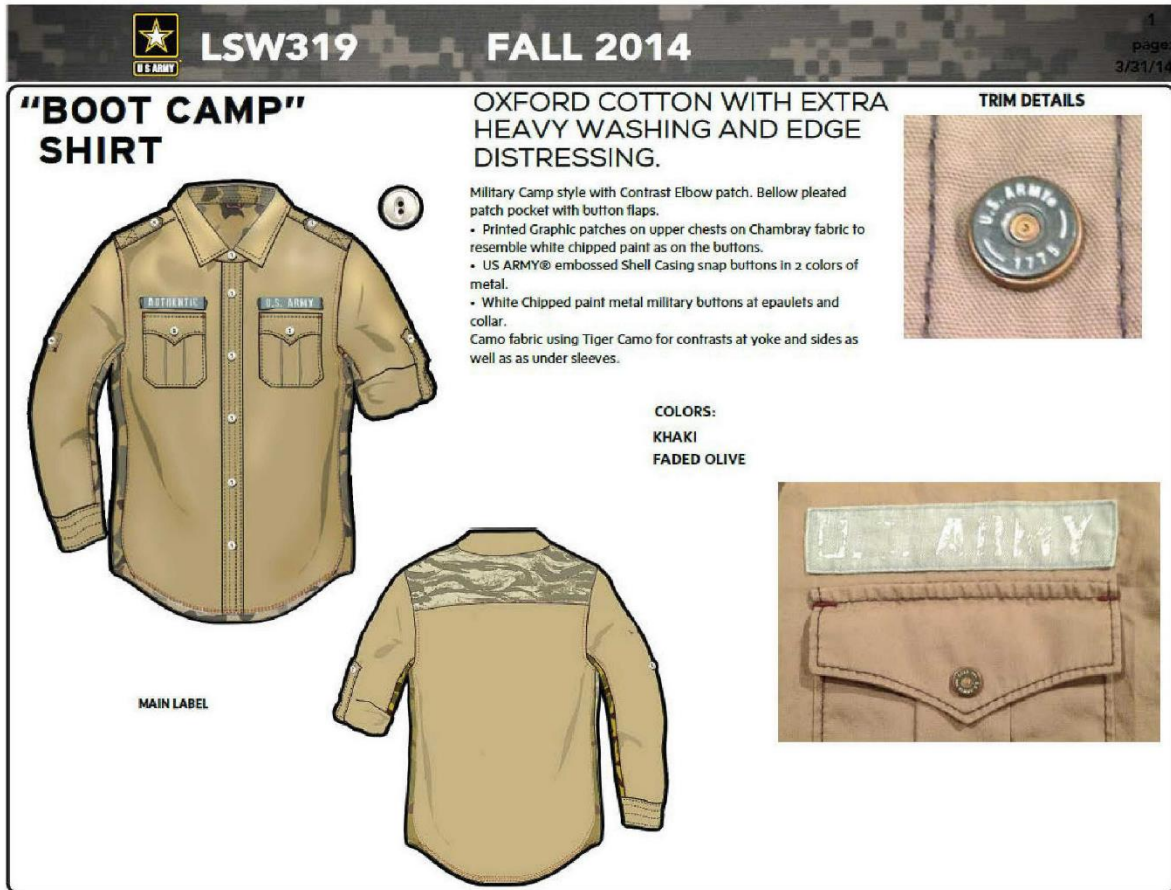 U S ARMY
LSW319
FALL 2014
1
page
3/31/14
"BOOT CAMP"
SHIRT
OXFORD COTTON WITH EXTRA
HEAVY WASHING AND EDGE
DISTRESSING.
Military Camp style with Contrast Elbow patch. Bellow pleated
patch pocket with button flaps.
• Printed Graphic patches on upper chests on Chambray fabric to
resemble white chipped paint as on the buttons.
• US ARMY® embossed Shell Casing snap buttons in 2 colors of
metal.
• White Chipped paint metal military buttons at epaulets and
collar.
Camo fabric using Tiger Camo for contrasts at yoke and sides as
well as as under sleeves.
TRIM DETAILS
U.S. ARMY®
1775
AUTHENTIC
U.S. ARMY
COLORS:
KHAKI
FADED OLIVE
U.S. ARMY
MAIN LABEL